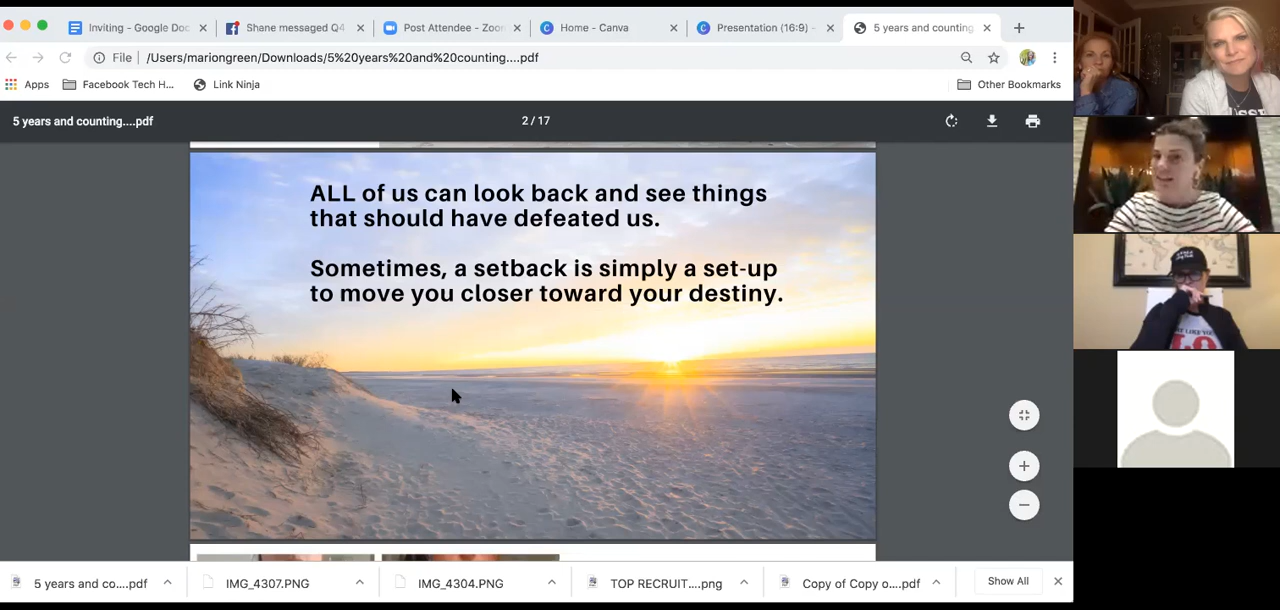 Inviting - Google Doc
Shane messaged Q4
Post Attendee - Zoom
Home - Canva
Presentation (16:9) -
5 years and counting
File
/Users/mariongreen/Downloads/5%20years%20and%20counting....pdf
Apps
Facebook Tech H...
Link Ninja
Other Bookmarks
5 years and counting....pdf
2 / 17
ALL of us can look back and see things
that should have defeated us.
Sometimes, a setback is simply a set-up
to move you closer toward your destiny.
5 years and co....pdf
IMG_4307.PNG
IMG_4304.PNG
TOP RECRUIT....png
Copy of Copy o....pdf
Show All